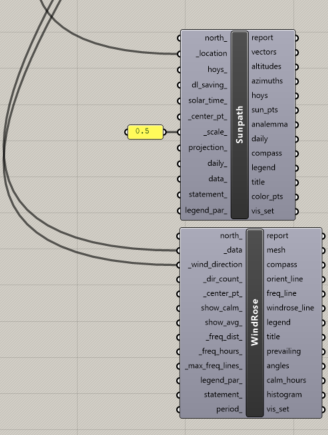 north_ report
_location vectors
hoys_ altitudes
dl_saving_ azimuths
solar_time_ hoys
_center_pt_ sun_pts
0.5
_scale_ analemma
projection_ daily
daily_ compass
data_ legend
statement_ title
legend_par_ color_pts
vis_set
Sunpath
north_ report
_data mesh
_wind_direction compass
_dir_count_ orient_line
_center_pt_ freq_line
show_calm_ windrose_line
show_avg_ legend
_freq_dist_ title
_freq_hours_ prevailing
_max_freq_lines_ angles
legend_par_ calm_hours
statement_ histogram
period_ vis_set
WindRose